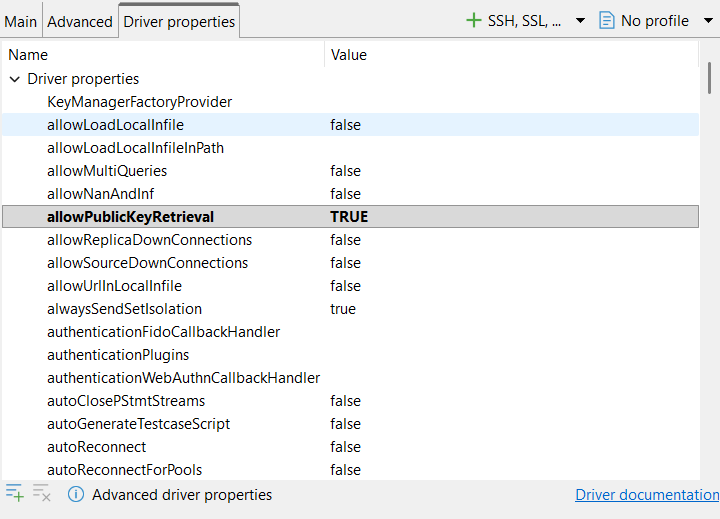 Main Advanced Driver properties SSH, SSL, ... No profile
Name Value
Driver properties
KeyManagerFactoryProvider
allowLoadLocalInfile false
allowLoadLocalInfileInPath
allowMultiQueries false
allowNanAndInf false
allowPublicKeyRetrieval TRUE
allowReplicaDownConnections false
allowSourceDownConnections false
allowUrlInLocalInfile false
alwaysSendSetIsolation true
authenticationFidoCallbackHandler
authenticationPlugins
authenticationWebAuthnCallbackHandler
autoClosePStmtStreams false
autoGenerateTestcaseScript false
autoReconnect false
autoReconnectForPools false
Advanced driver properties Driver documentation